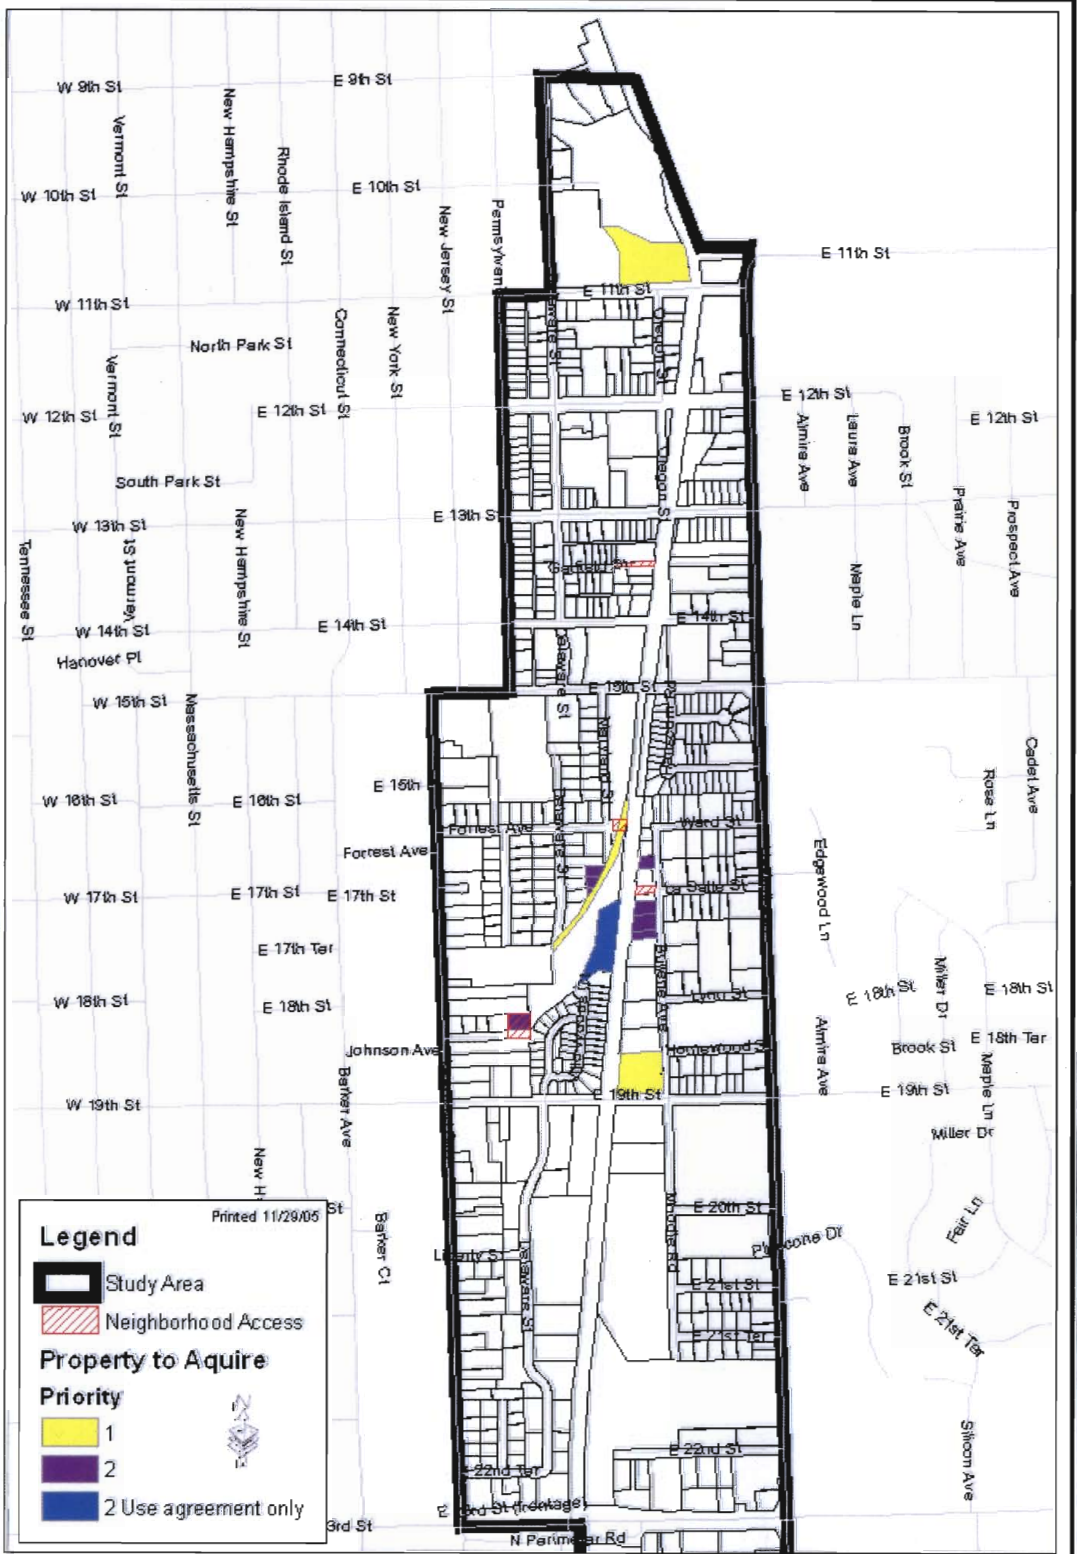 W 9th St
E 9th St
Vermont St
New Hampshire St
Rhode Island St
W 10th St
E 10th St
New Jersey St
E 11th St
E 11th St
W 11th St
North Park St
Connecticut St
New York St
Oregon St
Vermont St
W 12th St
E 12th St
E 12th St
E 12th St
Almira Ave
Laura Ave
Brook St
South Park St
Oregon St
W 13th St
E 13th St
Prairie Ave
Prospect Ave
Tennessee St
Vermont St
New Hampshire St
Maple Ln
W 14th St
E 14th St
E 14th St
Hanover Pl
Delaware St
W 15th St
E 15th St
Massachusetts St
Maryland St
E 15th
Cadet Ave
Rose Ln
W 16th St
E 16th St
Forrest Ave
Delaware St
Ward St
Forrest Ave
Edgewood Ln
W 17th St
E 17th St
E 17th St
La Salle St
E 17th Ter
Bullene Ave
Miller Dr
W 18th St
E 18th St
Lynn St
E 18th St
E 18th St
Johnson Ave
Homewood S
Almira Ave
Brook St
E 18th Ter
Barker Ave
Maple Ln
W 19th St
E 19th St
E 19th St
Miller Dr
New H
Printed 11/29/05
St
Barker Ct
E 20th St
Fair Ln
Legend
Delaware St
E 21st St
E 21st St
Study Area
Neighborhood Access
E 21st Ter
E 21st Ter
Property to Aquire
Priority
N
1
2
2 Use agreement only
22nd Ter
E 22nd St
3rd St
3rd St (frontage)
N Perimeter Rd